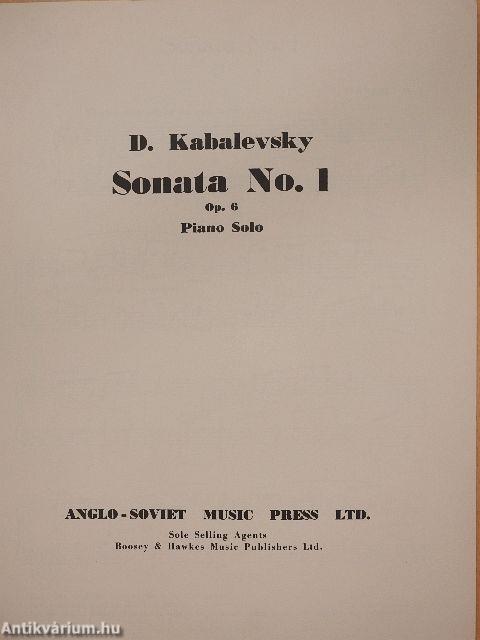 D. Kabalevsky
Sonata No. 1
Op. 6
Piano Solo
ANGLO-SOVIET MUSIC PRESS LTD.
Sole Selling Agents
Boosey & Hawkes Music Publishers Ltd.
Antikvárium.hu